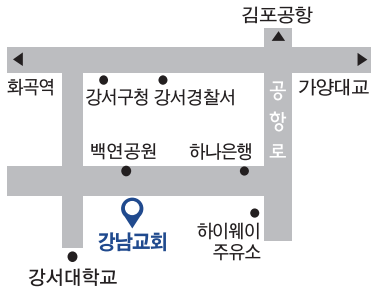 김포공항
화곡역
강서구청 강서경찰서
공항로
가양대교
백연공원
하나은행
강남교회
하이웨이
주유소
강서대학교